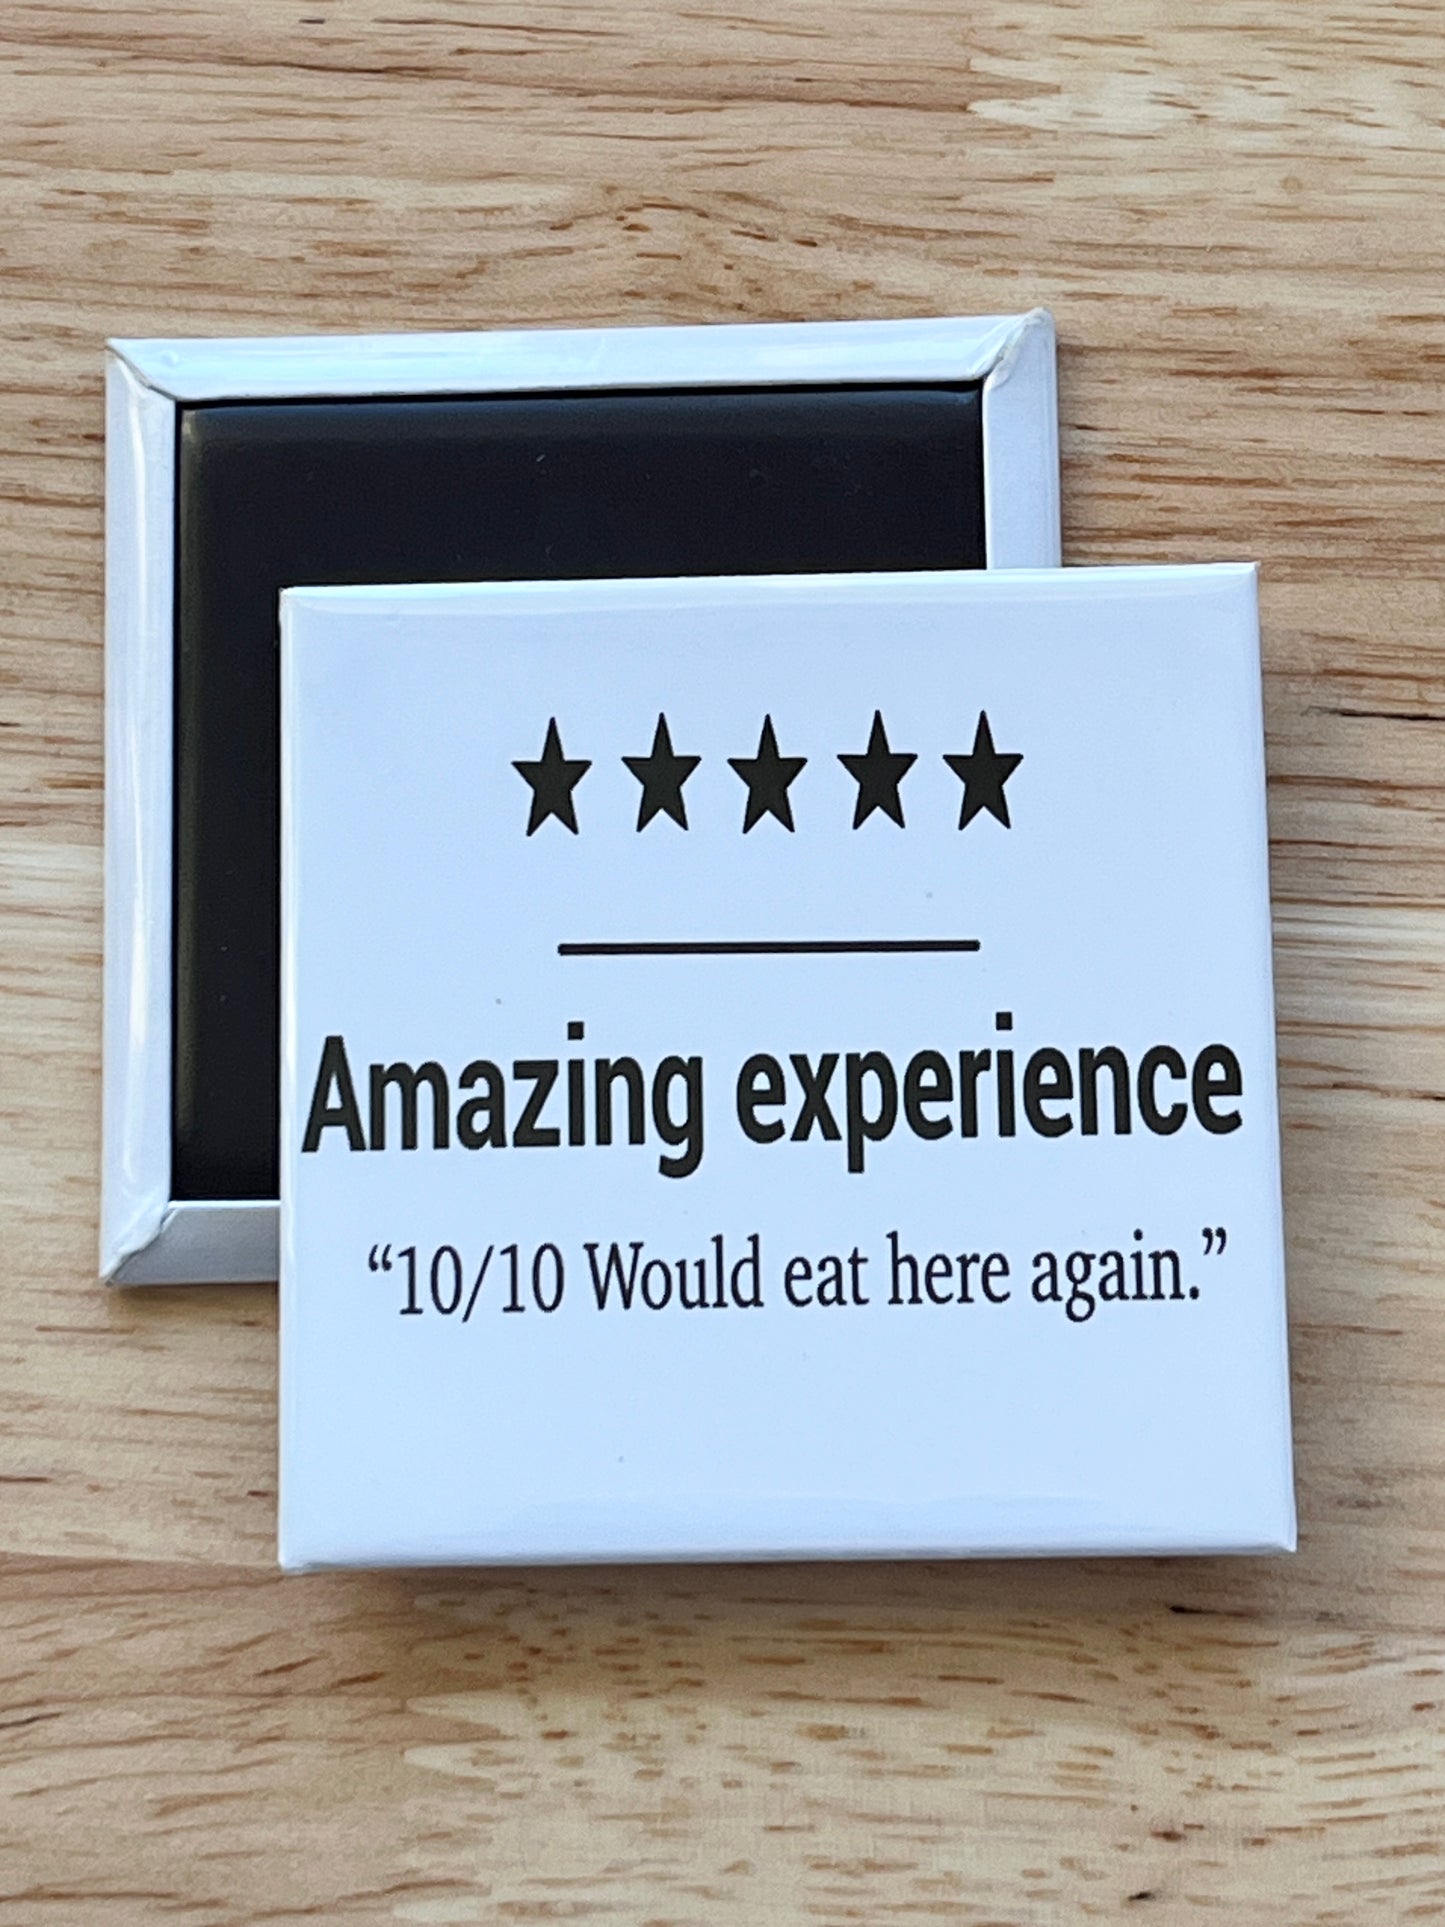 Amazing experience
“10/10 Would eat here again.”